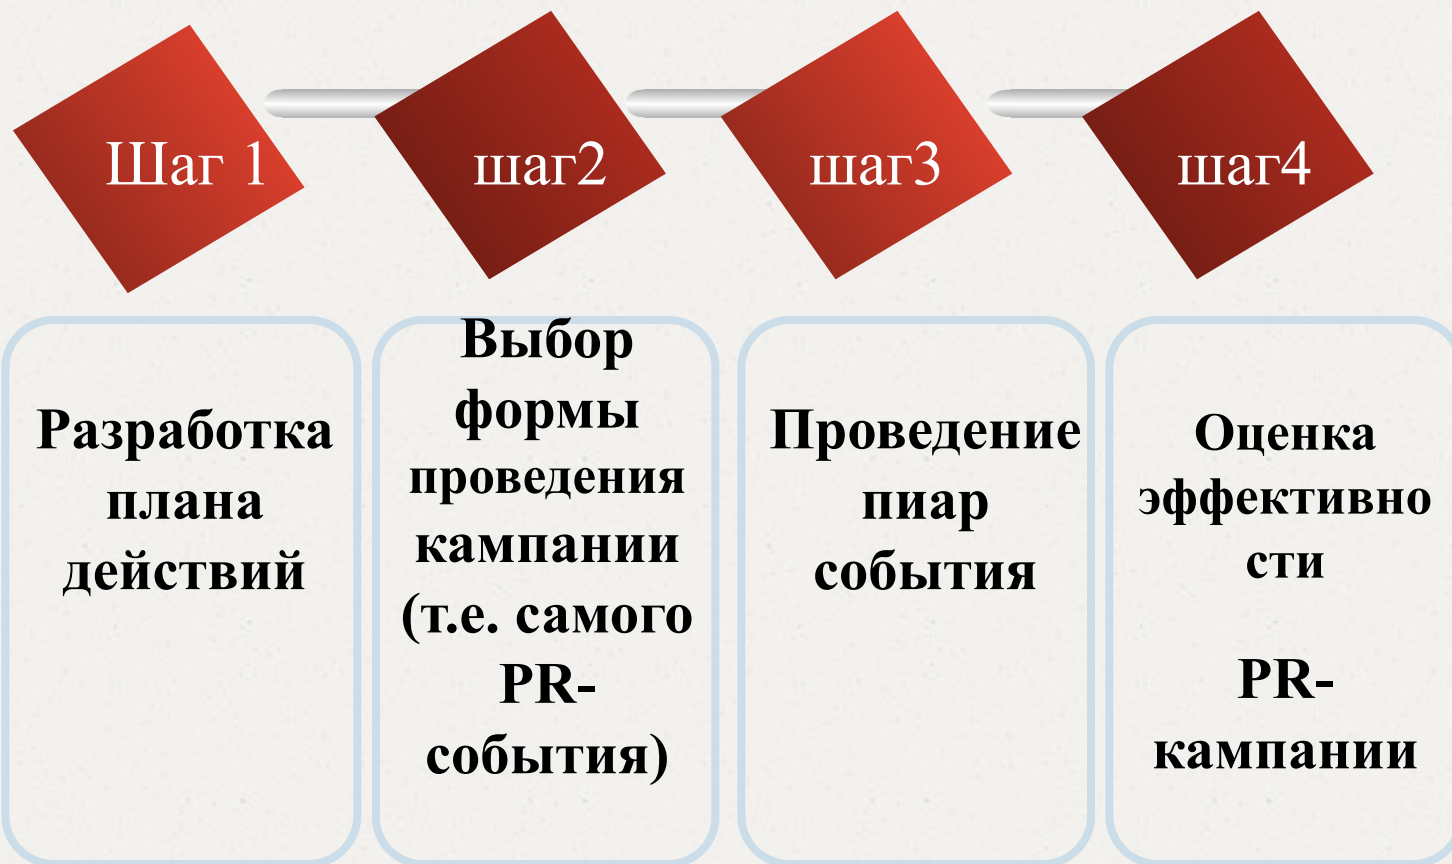 Шаг 1
шаг2
шаг3
шаг4
Разработка
плана
действий
Выбор
формы
проведения
кампании
(т.е. самого
PR-
события)
Проведение
пиар
события
Оценка
эффективно
сти
PR-
кампании